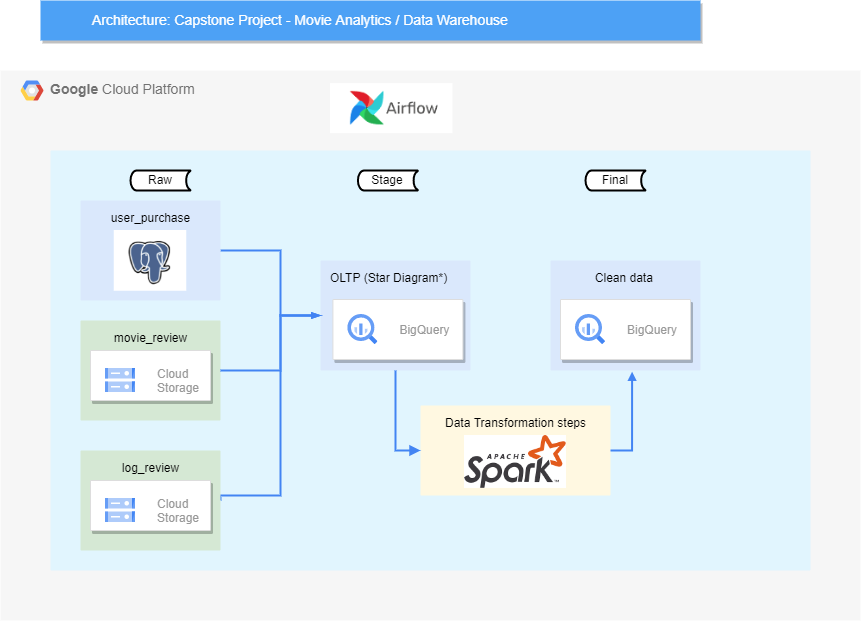 Architecture: Capstone Project - Movie Analytics / Data Warehouse
Google Cloud Platform
Airflow
Raw
Stage
Final
user_purchase
OLTP (Star Diagram*)
BigQuery
Clean data
BigQuery
movie_review
Cloud
Storage
Data Transformation steps
APACHE
Spark™
log_review
Cloud
Storage